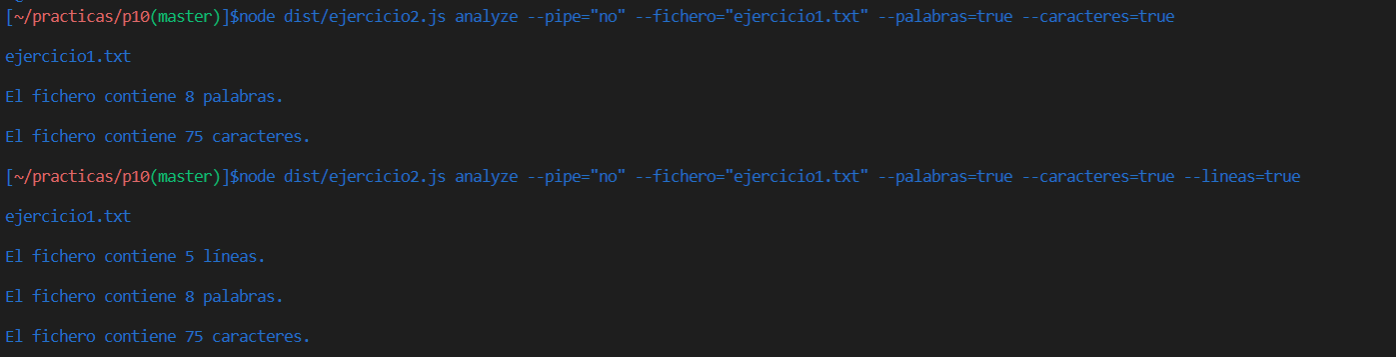 [~/practicas/p10(master)]$node dist/ejercicio2.js analyze --pipe="no" --fichero="ejercicio1.txt" --palabras=true --caracteres=true
ejercicio1.txt
El fichero contiene 8 palabras.
El fichero contiene 75 caracteres.
[~/practicas/p10(master)]$node dist/ejercicio2.js analyze --pipe="no" --fichero="ejercicio1.txt" --palabras=true --caracteres=true --lineas=true
ejercicio1.txt
El fichero contiene 5 líneas.
El fichero contiene 8 palabras.
El fichero contiene 75 caracteres.